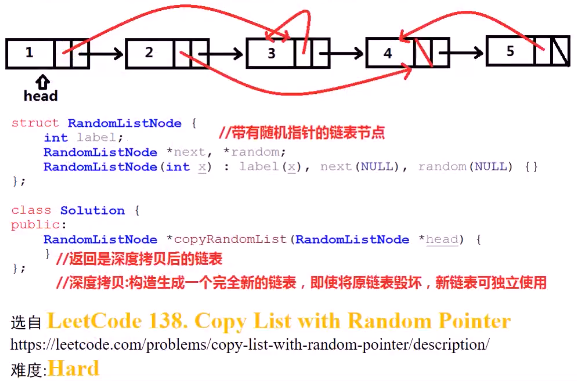 1 2 3 4 5
head
struct RandomListNode {
int label; //带有随机指针的链表节点
RandomListNode *next, *random;
RandomListNode(int x) : label(x), next(NULL), random(NULL) {}
};
class Solution {
public:
RandomListNode *copyRandomList(RandomListNode *head) {
} //返回是深度拷贝后的链表
}; //深度拷贝:构造生成一个完全新的链表，即使将原链表毁坏，新链表可独立使用
选自 LeetCode 138. Copy List with Random Pointer
https://leetcode.com/problems/copy-list-with-random-pointer/description/
难度:Hard